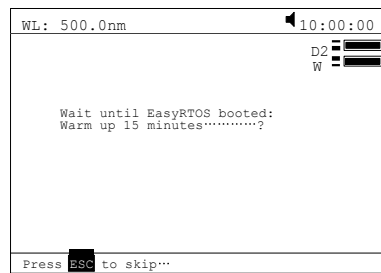 WL: 500.0nm 10:00:00
D2
W
Wait until EasyRTOS booted:
Warm up 15 minutes…………?
Press ESC to skip…